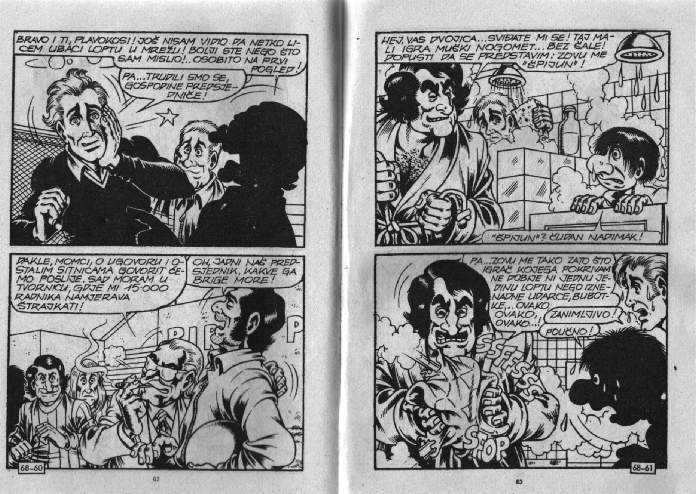 BRAVO I TI, PLAVOKOSI! JOŠ NISAM VIDIO DA NETKO LI-
CEM UBACI LOPTU U MREŽU! BOLJI STE NEGO ŠTO
SAM MISLIO!.. OSOBITO NA PRVI
POGLED!
PA...TRUDILI SMO SE,
GOSPODINE PREDSJE-
DNIČE!
DAKLE, MOMCI, O UGOVORU I O-
STALIM SITNICAMA GOVORIT ĆE-
MO POSLIJE. SAD MORAM U
TVORNICU, GDJE MI 15·000
RADNIKA NAMJERAVA
ŠTRAJKATI!
OH, JADNI NAŠ PRED-
SJEDNIK, KAKVE GA
BRIGE MORE!
68-60
62
HEJ, VAS DVOJICA...SVIĐATE MI SE! TAJ MA-
LI IGRA MUŠKI NOGOMET...BEZ ŠALE!
DOPUSTI DA SE PREDSTAVIM: ZOVU ME
"ŠPIJUN"!
"ŠPIJUN"? ČUDAN NADIMAK!
PA...ZOVU ME TAKO ZATO ŠTO
IGRAČ KOJEGA POKRIVAM
NE DOBIJE NI JEDNU JE-
DINU LOPTU NEGO IZNE-
NADNE UDARCE, BUBOT-
KE...OVAKO,
OVAKO,
OVAKO...!
ZANIMLJIVO!
POUČNO!
68-61
63